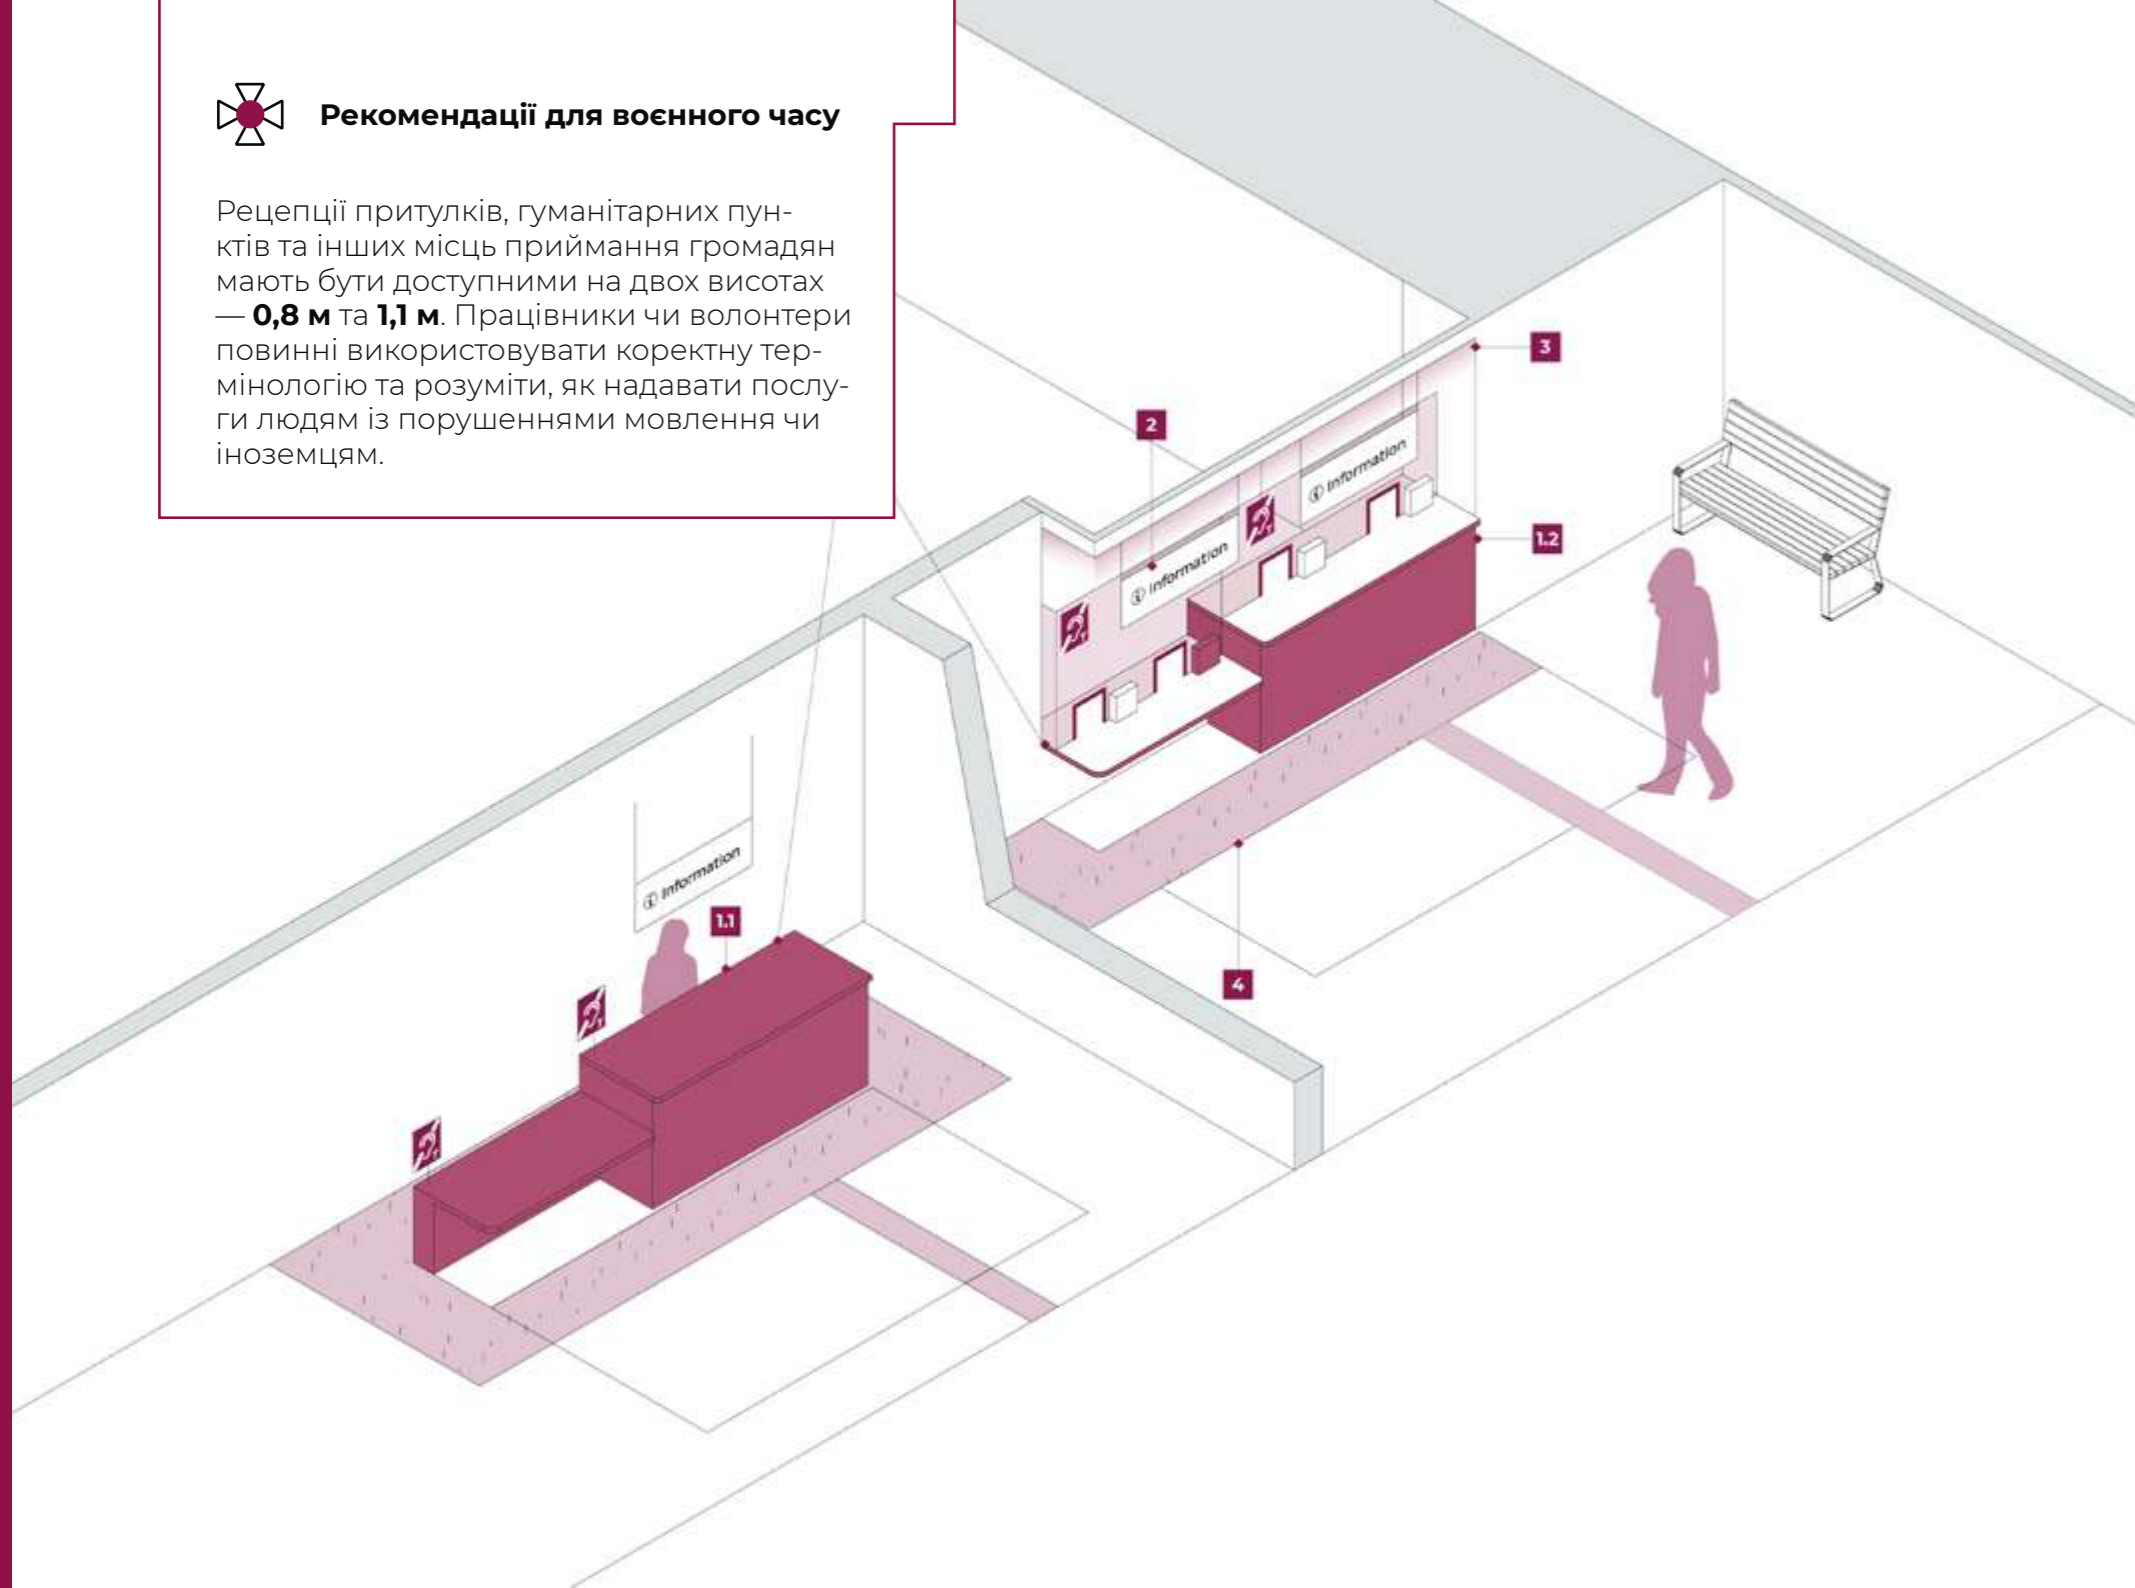 Рекомендації для воєнного часу
Рецепції притулків, гуманітарних пун-
ктів та інших місць приймання громадян
мають бути доступними на двох висотах
— 0,8 м та 1,1 м. Працівники чи волонтери
повинні використовувати коректну тер-
мінологію та розуміти, як надавати послу-
ги людям із порушеннями мовлення чи
іноземцям.
3
2
Information
1.2
Information
T
T
Information
1.1
4
T
T